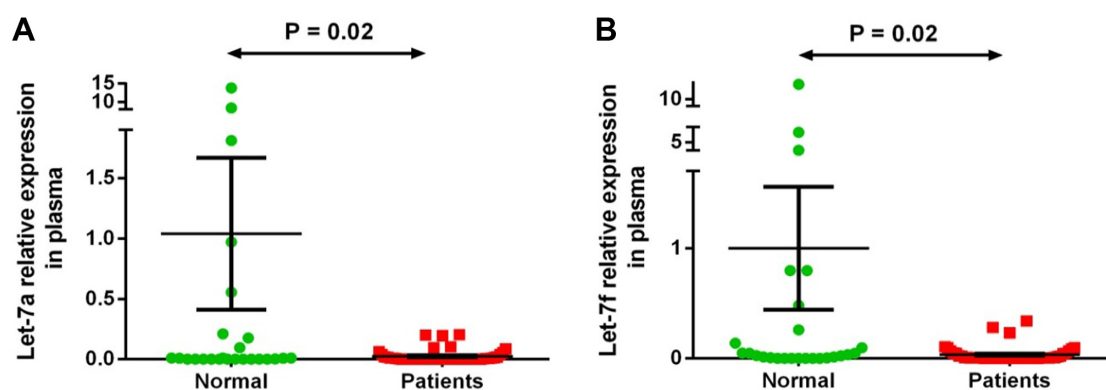 A
P = 0.02
Let-7a relative expression
in plasma
15
10
1.5
1.0
0.5
0.0
Normal
Patients
B
P = 0.02
Let-7f relative expression
in plasma
10
5
1
0
Normal
Patients